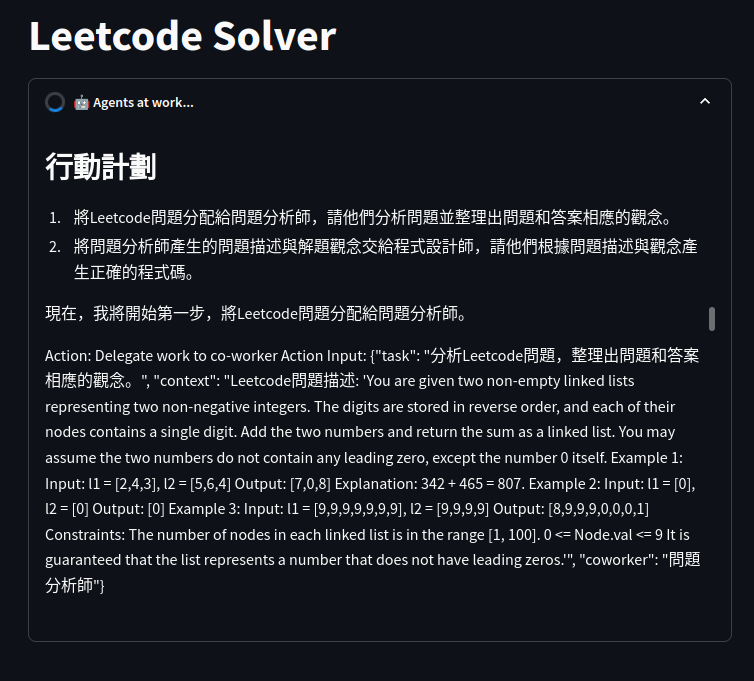 Leetcode Solver
🤖 Agents at work...
行動計劃
1. 將Leetcode問題分配給問題分析師，請他們分析問題並整理出問題和答案相應的觀念。
2. 將問題分析師產生的問題描述與解題觀念交給程式設計師，請他們根據問題描述與觀念產
生正確的程式碼。
現在，我將開始第一步，將Leetcode問題分配給問題分析師。
Action: Delegate work to co-worker Action Input: {"task": "分析Leetcode問題，整理出問題和答案
相應的觀念。", "context": "Leetcode問題描述: 'You are given two non-empty linked lists
representing two non-negative integers. The digits are stored in reverse order, and each of their
nodes contains a single digit. Add the two numbers and return the sum as a linked list. You may
assume the two numbers do not contain any leading zero, except the number 0 itself. Example 1:
Input: l1 = [2,4,3], l2 = [5,6,4] Output: [7,0,8] Explanation: 342 + 465 = 807. Example 2: Input: l1 = [0],
l2 = [0] Output: [0] Example 3: Input: l1 = [9,9,9,9,9,9,9], l2 = [9,9,9,9] Output: [8,9,9,9,0,0,0,1]
Constraints: The number of nodes in each linked list is in the range [1, 100]. 0 <= Node.val <= 9 It is
guaranteed that the list represents a number that does not have leading zeros.'", "coworker": "問題
分析師"}